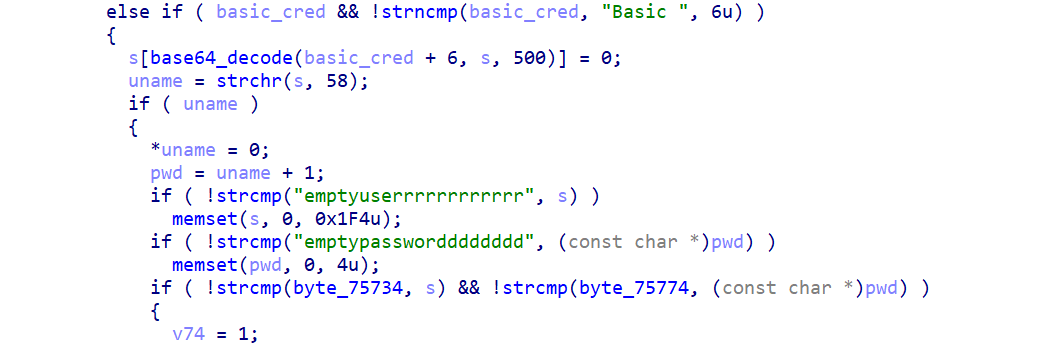 else if ( basic_cred && !strncmp(basic_cred, "Basic ", 6u) )
{
s[base64_decode(basic_cred + 6, s, 500)] = 0;
uname = strchr(s, 58);
if ( uname )
{
*uname = 0;
pwd = uname + 1;
if ( !strcmp("emptyuserrrrrrrrrrrr", s) )
memset(s, 0, 0x1F4u);
if ( !strcmp("emptypasswordddddddd", (const char *)pwd) )
memset(pwd, 0, 4u);
if ( !strcmp(byte_75734, s) && !strcmp(byte_75774, (const char *)pwd) )
{
v74 = 1;